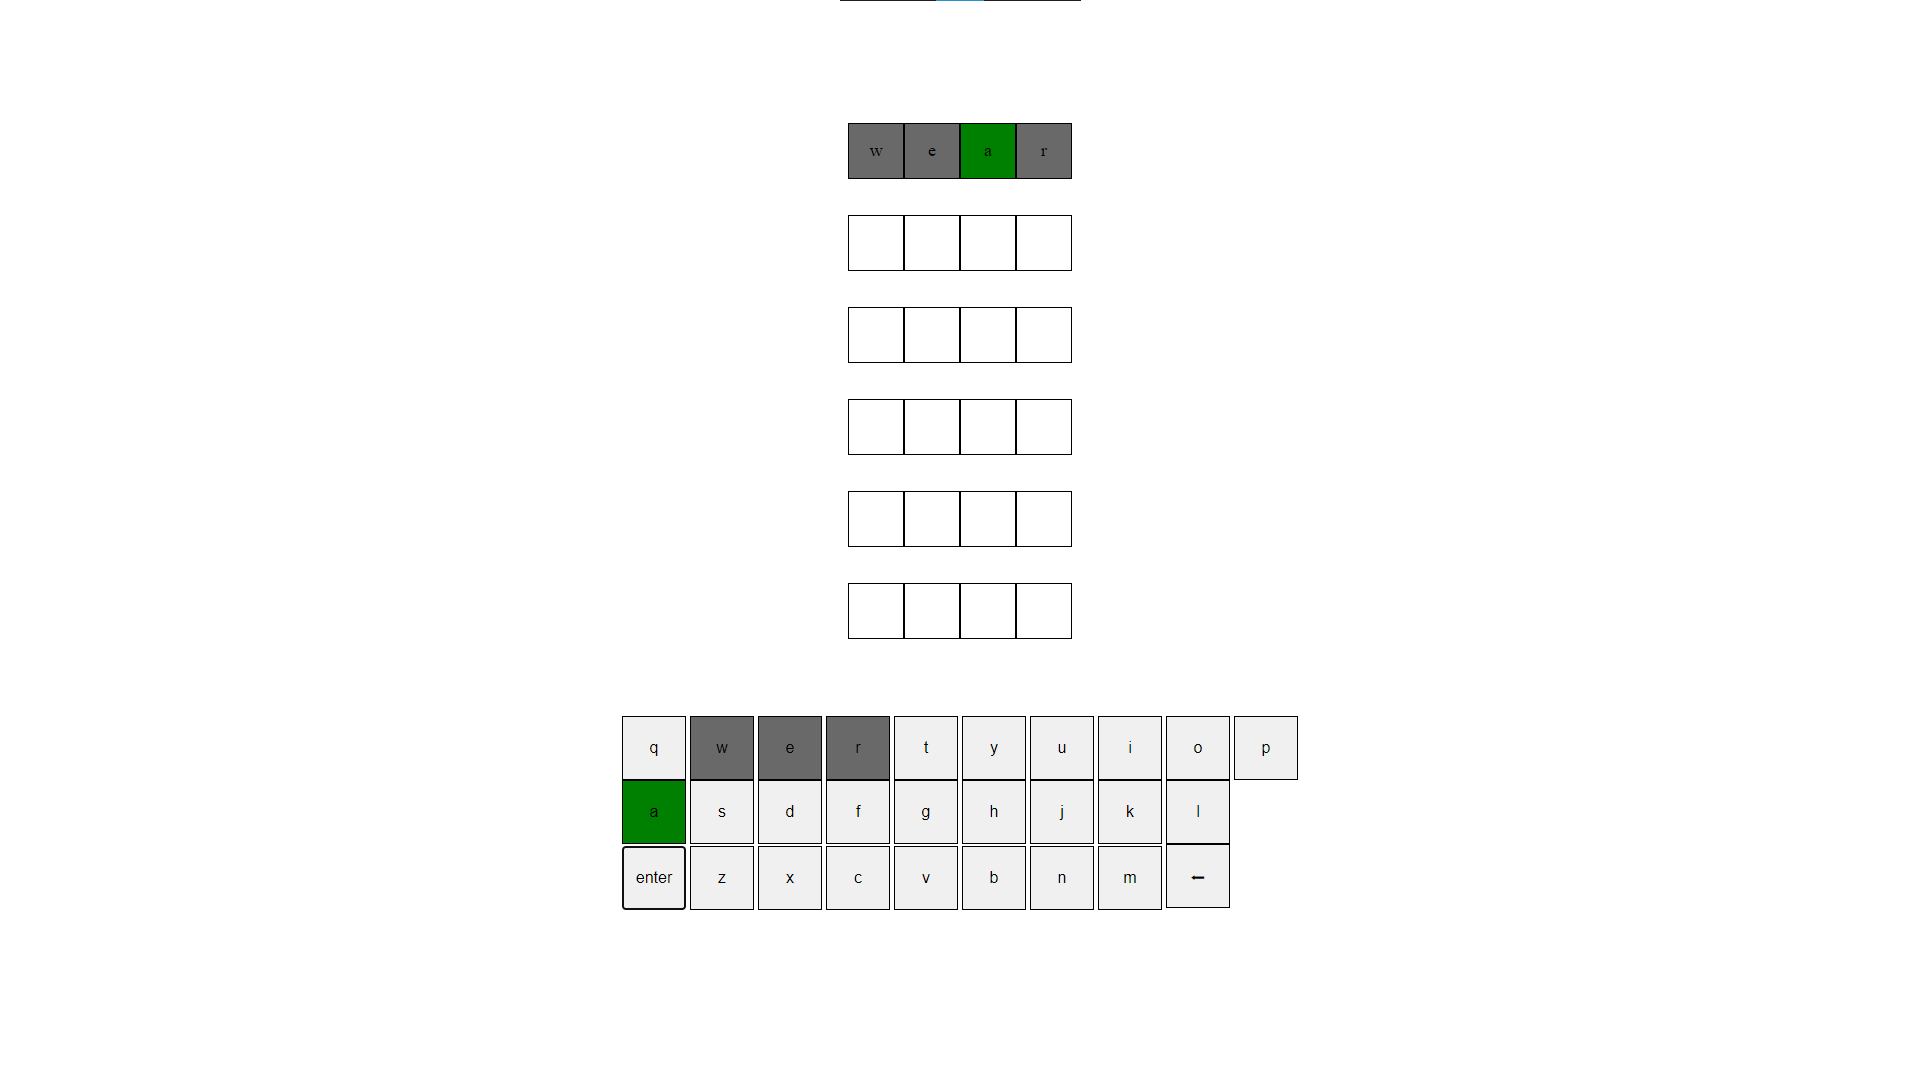 w e a r
q w e r t y u i o p
a s d f g h j k l
enter z x c v b n m ←